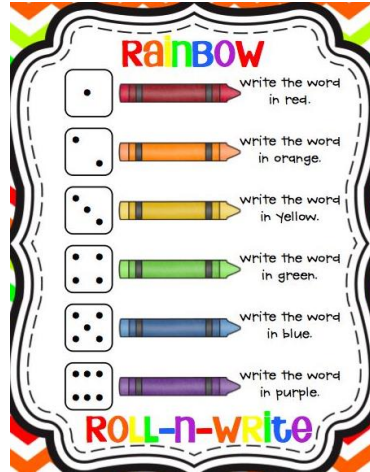 RaInBOW
write the word
in red.
write the word
in orange.
write the word
in yellow.
write the word
in green.
write the word
in blue.
write the word
in purple.
ROLL-n-WRite